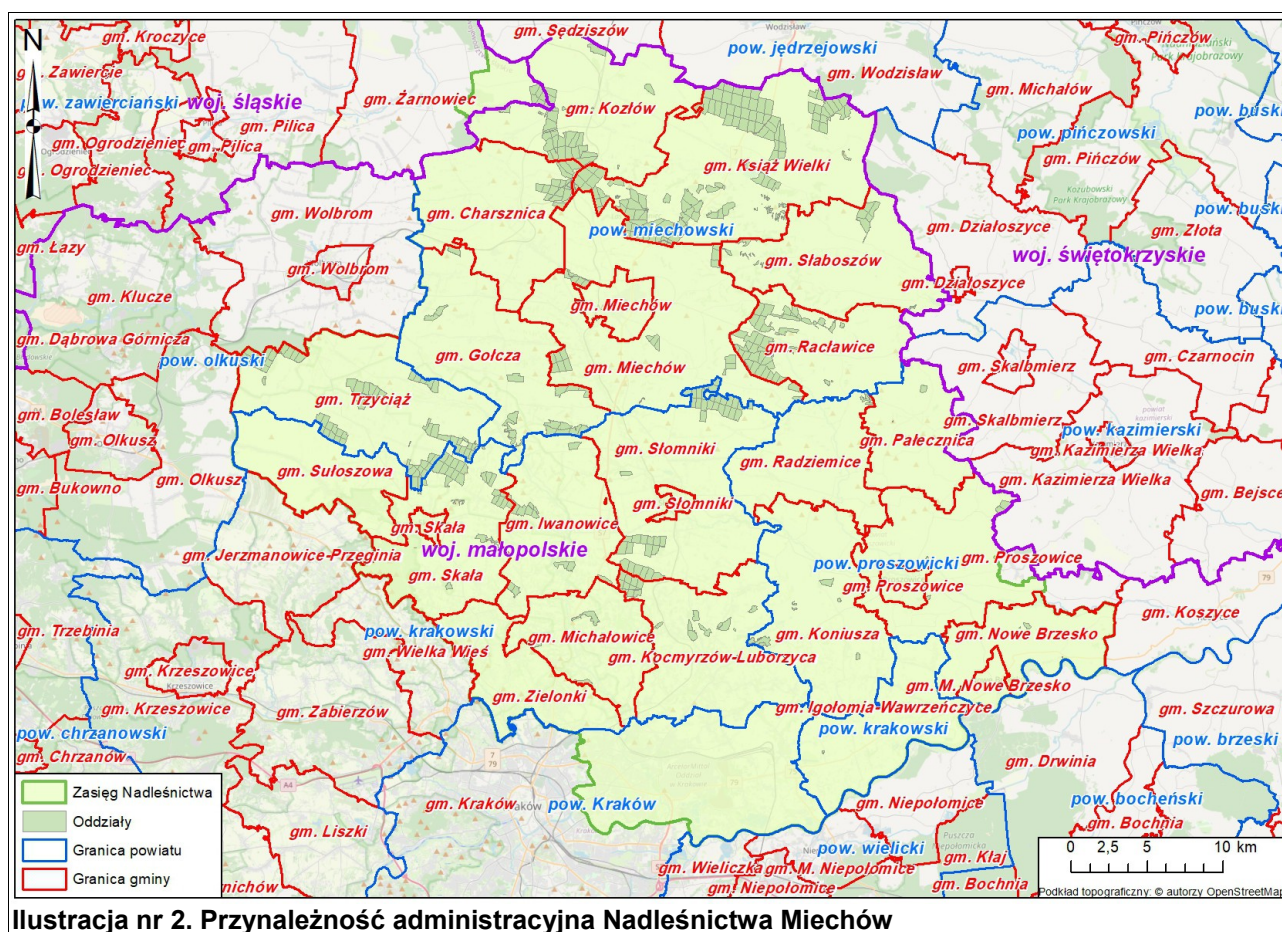 gm. Kroczyce
gm. Sędziszów
pow. jędrzejowski
gm. Pińczów
N
gm. Zawiercie
pow. zawierciański
woj. śląskie
gm. Żarnowiec
gm. Wodzisław
gm. Michałów
gm. Kozłów
pow. buski
gm. Pilica
gm. Ogrodzieniec
gm. Pilica
pow. pińczowski
gm. Pińczów
gm. Ogrodzieniec
gm. Książ Wielki
gm. Wolbrom
gm. Charsznica
pow. miechowski
gm. Działoszyce
gm. Złota
pow. buski
gm. Łazy
gm. Wolbrom
gm. Słaboszów
woj. świętokrzyskie
gm. Klucze
gm. Działoszyce
gm. Miechów
pow. buski
gm. Dąbrowa Górnicza
pow. olkuski
gm. Gołcza
gm. Miechów
gm. Racławice
gm. Skalbmierz
gm. Czarnocin
gm. Trzyciąż
gm. Bolesław
gm. Olkusz
gm. Skalbmierz
pow. kazimierski
gm. Słomniki
gm. Pałecznica
gm. Radziemice
gm. Kazimierza Wielka
gm. Sułoszowa
gm. Olkusz
gm. Bukowno
gm. Kazimierza Wielka
gm. Bejsce
gm. Słomniki
gm. Skała
gm. Iwanowice
woj. małopolskie
gm. Jerzmanowice-Przeginia
gm. Skała
gm. Proszowice
pow. proszowicki
gm. Proszowice
gm. Koszyce
gm. Trzebinia
pow. krakowski
gm. Michałowice
gm. Koniusza
gm. Nowe Brzesko
gm. Wielka Wieś
gm. Kocmyrzów-Luborzyca
gm. Krzeszowice
gm. M. Nowe Brzesko
gm. Zielonki
gm. Krzeszowice
gm. Zabierzów
gm. Igołomia-Wawrzeńczyce
gm. Szczurowa
pow. chrzanowski
pow. krakowski
pow. brzeski
gm. Chrzanów
gm. Drwinia
gm. Kraków
pow. Kraków
gm. Niepołomice
pow. bocheński
gm. Bochnia
gm. Liszki
pow. wielicki
gm. Kłaj
gm. Wieliczka
gm. M. Niepołomice
gm. Niepołomice
gm. Bochnia
Zasięg Nadleśnictwa
Oddziały
Granica powiatu
Granica gminy
0 2,5 5 10 km
Podkład topograficzny: © autorzy OpenStreetMap
Ilustracja nr 2. Przynależność administracyjna Nadleśnictwa Miechów